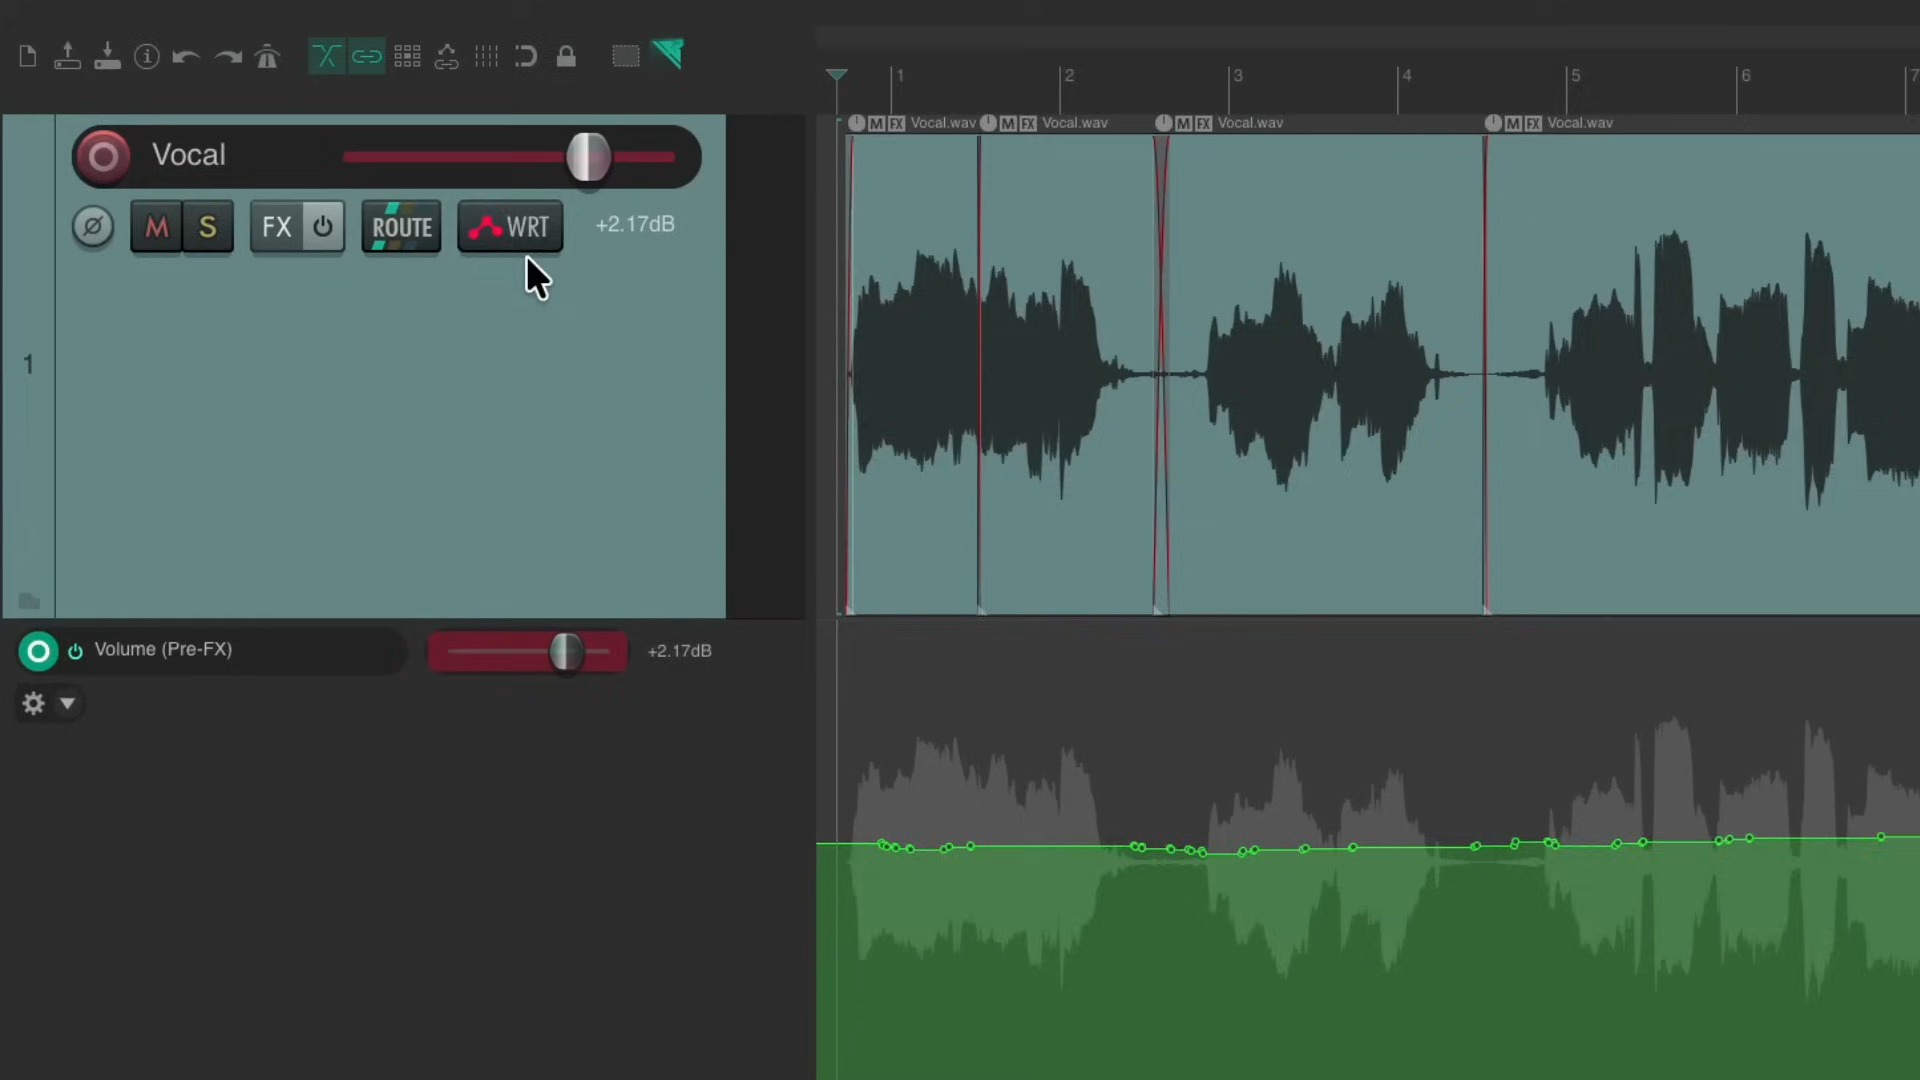 1 2 3 4 5 6 7
M FX Vocal.wav M FX Vocal.wav M FX Vocal.wav M FX Vocal.wav
Vocal
M S FX ROUTE WRT +2.17dB
1
Volume (Pre-FX) +2.17dB